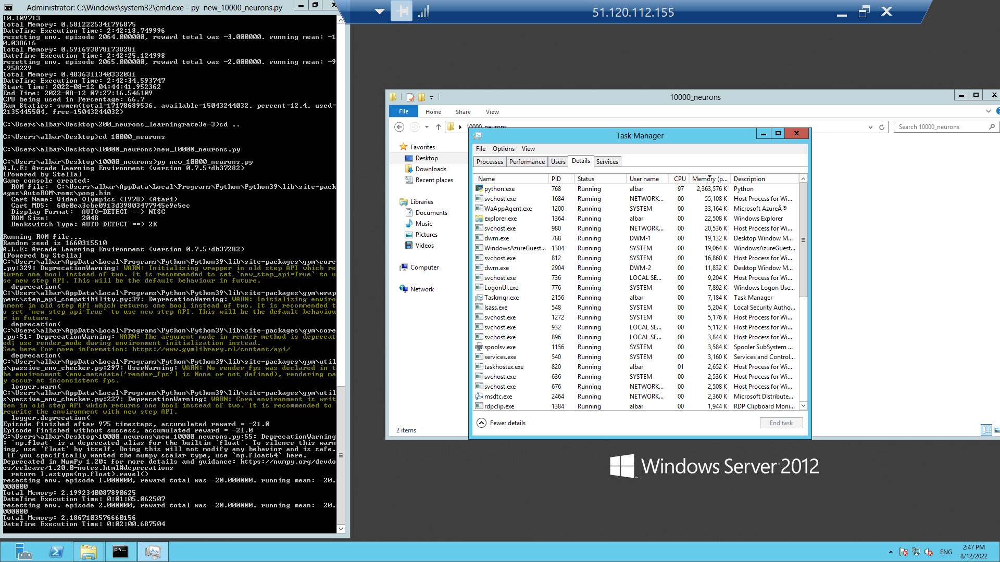 Administrator: C:\Windows\system32\cmd.exe - py  new_10000_neurons.py
10.109713
Total Memory: 0.5812225341796875
DateTime Execution Time: 2:42:18.749996
resetting env. episode 2064.000000, reward total was -3.000000. running mean: -1
0.038616
Total Memory: 0.5916938781738281
DateTime Execution Time: 2:42:25.124998
resetting env. episode 2065.000000, reward total was -2.000000. running mean: -9
.958229
Total Memory: 0.4836311340332031
DateTime Execution Time: 2:42:34.593747
Start Time: 2022-08-12 04:44:41.952362
End Time: 2022-08-12 07:27:16.546109
CPU being used in Percentage: 66.7
Ram Statics: svmem(total=17178689536, available=15043244032, percent=12.4, used=
2135445504, free=15043244032)
C:\Users\albar\Desktop\200_neurons_learningrate3e-3>cd ..
C:\Users\albar\Desktop>cd 10000_neurons
C:\Users\albar\Desktop\10000_neurons>new_10000_neurons.py
C:\Users\albar\Desktop\10000_neurons>py new_10000_neurons.py
A.L.E: Arcade Learning Environment (version 0.7.5+db37282)
[Powered by Stella]
Game console created:
ROM file:  C:\Users\albar\AppData\Local\Programs\Python\Python39\lib\site-pack
ages\AutoROM\roms\pong.bin
Cart Name: Video Olympics (1978) (Atari)
Cart MD5:  60e0ea3cbe0913d39803477945e9e5ec
Display Format:  AUTO-DETECT ==> NTSC
ROM Size:        2048
Bankswitch Type: AUTO-DETECT ==> 2K
Running ROM file...
Random seed is 1660315510
A.L.E: Arcade Learning Environment (version 0.7.5+db37282)
[Powered by Stella]
C:\Users\albar\AppData\Local\Programs\Python\Python39\lib\site-packages\gym\core
.py:329: DeprecationWarning: WARN: Initializing wrapper in old step API which re
turns one bool instead of two. It is recommended to set `new_step_api=True` to u
se new step API. This will be the default behaviour in future.
deprecation(
C:\Users\albar\AppData\Local\Programs\Python\Python39\lib\site-packages\gym\wrap
pers\step_api_compatibility.py:39: DeprecationWarning: WARN: Initializing enviro
nment in old step API which returns one bool instead of two. It is recommended t
o set `new_step_api=True` to use new step API. This will be the default behaviou
r in future.
deprecation(
C:\Users\albar\AppData\Local\Programs\Python\Python39\lib\site-packages\gym\core
.py:51: DeprecationWarning: WARN: The argument mode in render method is deprecat
ed; use render_mode during environment initialization instead.
See here for more information: https://www.gymlibrary.ml/content/api/
deprecation(
C:\Users\albar\AppData\Local\Programs\Python\Python39\lib\site-packages\gym\util
s\passive_env_checker.py:297: UserWarning: WARN: No render fps was declared in t
he environment (env.metadata['render_fps'] is None or not defined), rendering ma
y occur at inconsistent fps.
logger.warn(
C:\Users\albar\AppData\Local\Programs\Python\Python39\lib\site-packages\gym\util
s\passive_env_checker.py:227: DeprecationWarning: WARN: Core environment is writ
ten in old step API which returns one bool instead of two. It is recommended to
rewrite the environment with new step API.
logger.deprecation(
Episode finished after 975 timesteps, accumulated reward = -21.0
Episode finished without success, accumulated reward = -21.0
C:\Users\albar\Desktop\10000_neurons\new_10000_neurons.py:55: DeprecationWarning
: `np.float` is a deprecated alias for the builtin `float`. To silence this warn
ing, use `float` by itself. Doing this will not modify any behavior and is safe.
If you specifically wanted the numpy scalar type, use `np.float64` here.
Deprecated in NumPy 1.20; for more details and guidance: https://numpy.org/devdo
cs/release/1.20.0-notes.html#deprecations
return I.astype(np.float).ravel()
resetting env. episode 1.000000, reward total was -20.000000. running mean: -20.
000000
Total Memory: 2.1992340087890625
DateTime Execution Time: 0:01:05.062507
resetting env. episode 2.000000, reward total was -20.000000. running mean: -20.
000000
Total Memory: 2.1867103576660156
DateTime Execution Time: 0:02:00.687504
51.120.112.155
10000_neurons
File Home Share View
10000_neurons
Search 10000_neurons
Favorites
Desktop
Downloads
Recent places
Libraries
Documents
Music
Pictures
Videos
Computer
Network
2 items
Task Manager
File Options View
Processes Performance Users Details Services
Name PID Status User name CPU Memory (p... Description
python.exe 768 Running albar 97 2,363,576 K Python
svchost.exe 1684 Running NETWORK... 00 55,108 K Host Process for Wi...
WaAppAgent.exe 1200 Running SYSTEM 00 33,164 K Microsoft AzureÂ®
explorer.exe 1364 Running albar 00 22,508 K Windows Explorer
svchost.exe 980 Running NETWORK... 00 20,536 K Host Process for Wi...
dwm.exe 788 Running DWM-1 00 19,132 K Desktop Window M...
WindowsAzureGuest... 1304 Running SYSTEM 00 19,064 K WindowsAzureGuest...
svchost.exe 812 Running SYSTEM 00 16,860 K Host Process for Wi...
dwm.exe 2904 Running DWM-2 00 11,832 K Desktop Window M...
svchost.exe 736 Running LOCAL SE... 00 9,204 K Host Process for Wi...
LogonUI.exe 776 Running SYSTEM 00 7,892 K Windows Logon Use...
Taskmgr.exe 2156 Running albar 00 7,184 K Task Manager
lsass.exe 548 Running SYSTEM 00 5,204 K Local Security Autho...
svchost.exe 1272 Running SYSTEM 00 5,176 K Host Process for Wi...
svchost.exe 932 Running LOCAL SE... 00 5,112 K Host Process for Wi...
svchost.exe 896 Running LOCAL SE... 00 3,844 K Host Process for Wi...
spoolsv.exe 1156 Running SYSTEM 00 3,584 K Spooler SubSystem ...
services.exe 540 Running SYSTEM 00 3,160 K Services and Control...
taskhostex.exe 820 Running albar 01 2,652 K Host Process for Wi...
svchost.exe 636 Running SYSTEM 00 2,536 K Host Process for Wi...
svchost.exe 676 Running NETWORK... 00 2,508 K Host Process for Wi...
msdtc.exe 2464 Running NETWORK... 00 2,360 K Microsoft Distribute...
rdpclip.exe 1384 Running albar 00 1,944 K RDP Clipboard Moni...
Fewer details
End task
Windows Server 2012
ENG
2:47 PM
8/12/2022